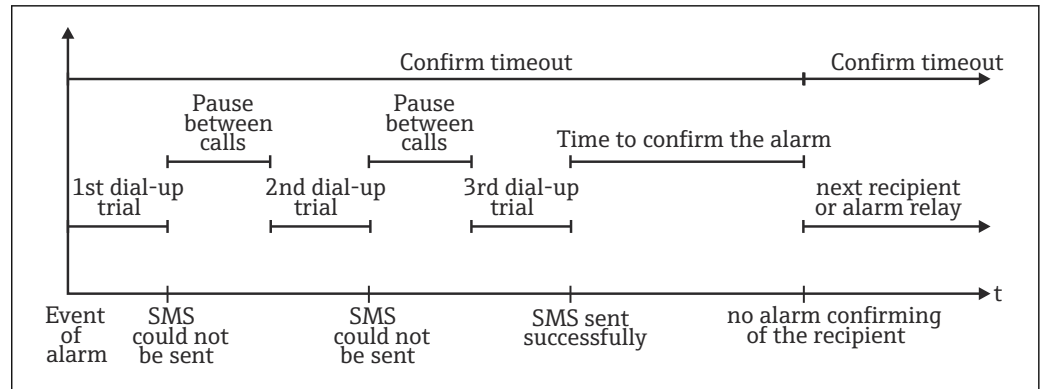 Confirm timeout
Confirm timeout
Pause
between
calls
Pause
between
calls
Time to confirm the alarm
1st dial-up
trial
2nd dial-up
trial
3rd dial-up
trial
next recipient
or alarm relay
t
Event
of
alarm
SMS
could not
be sent
SMS
could not
be sent
SMS sent
successfully
no alarm confirming
of the recipient